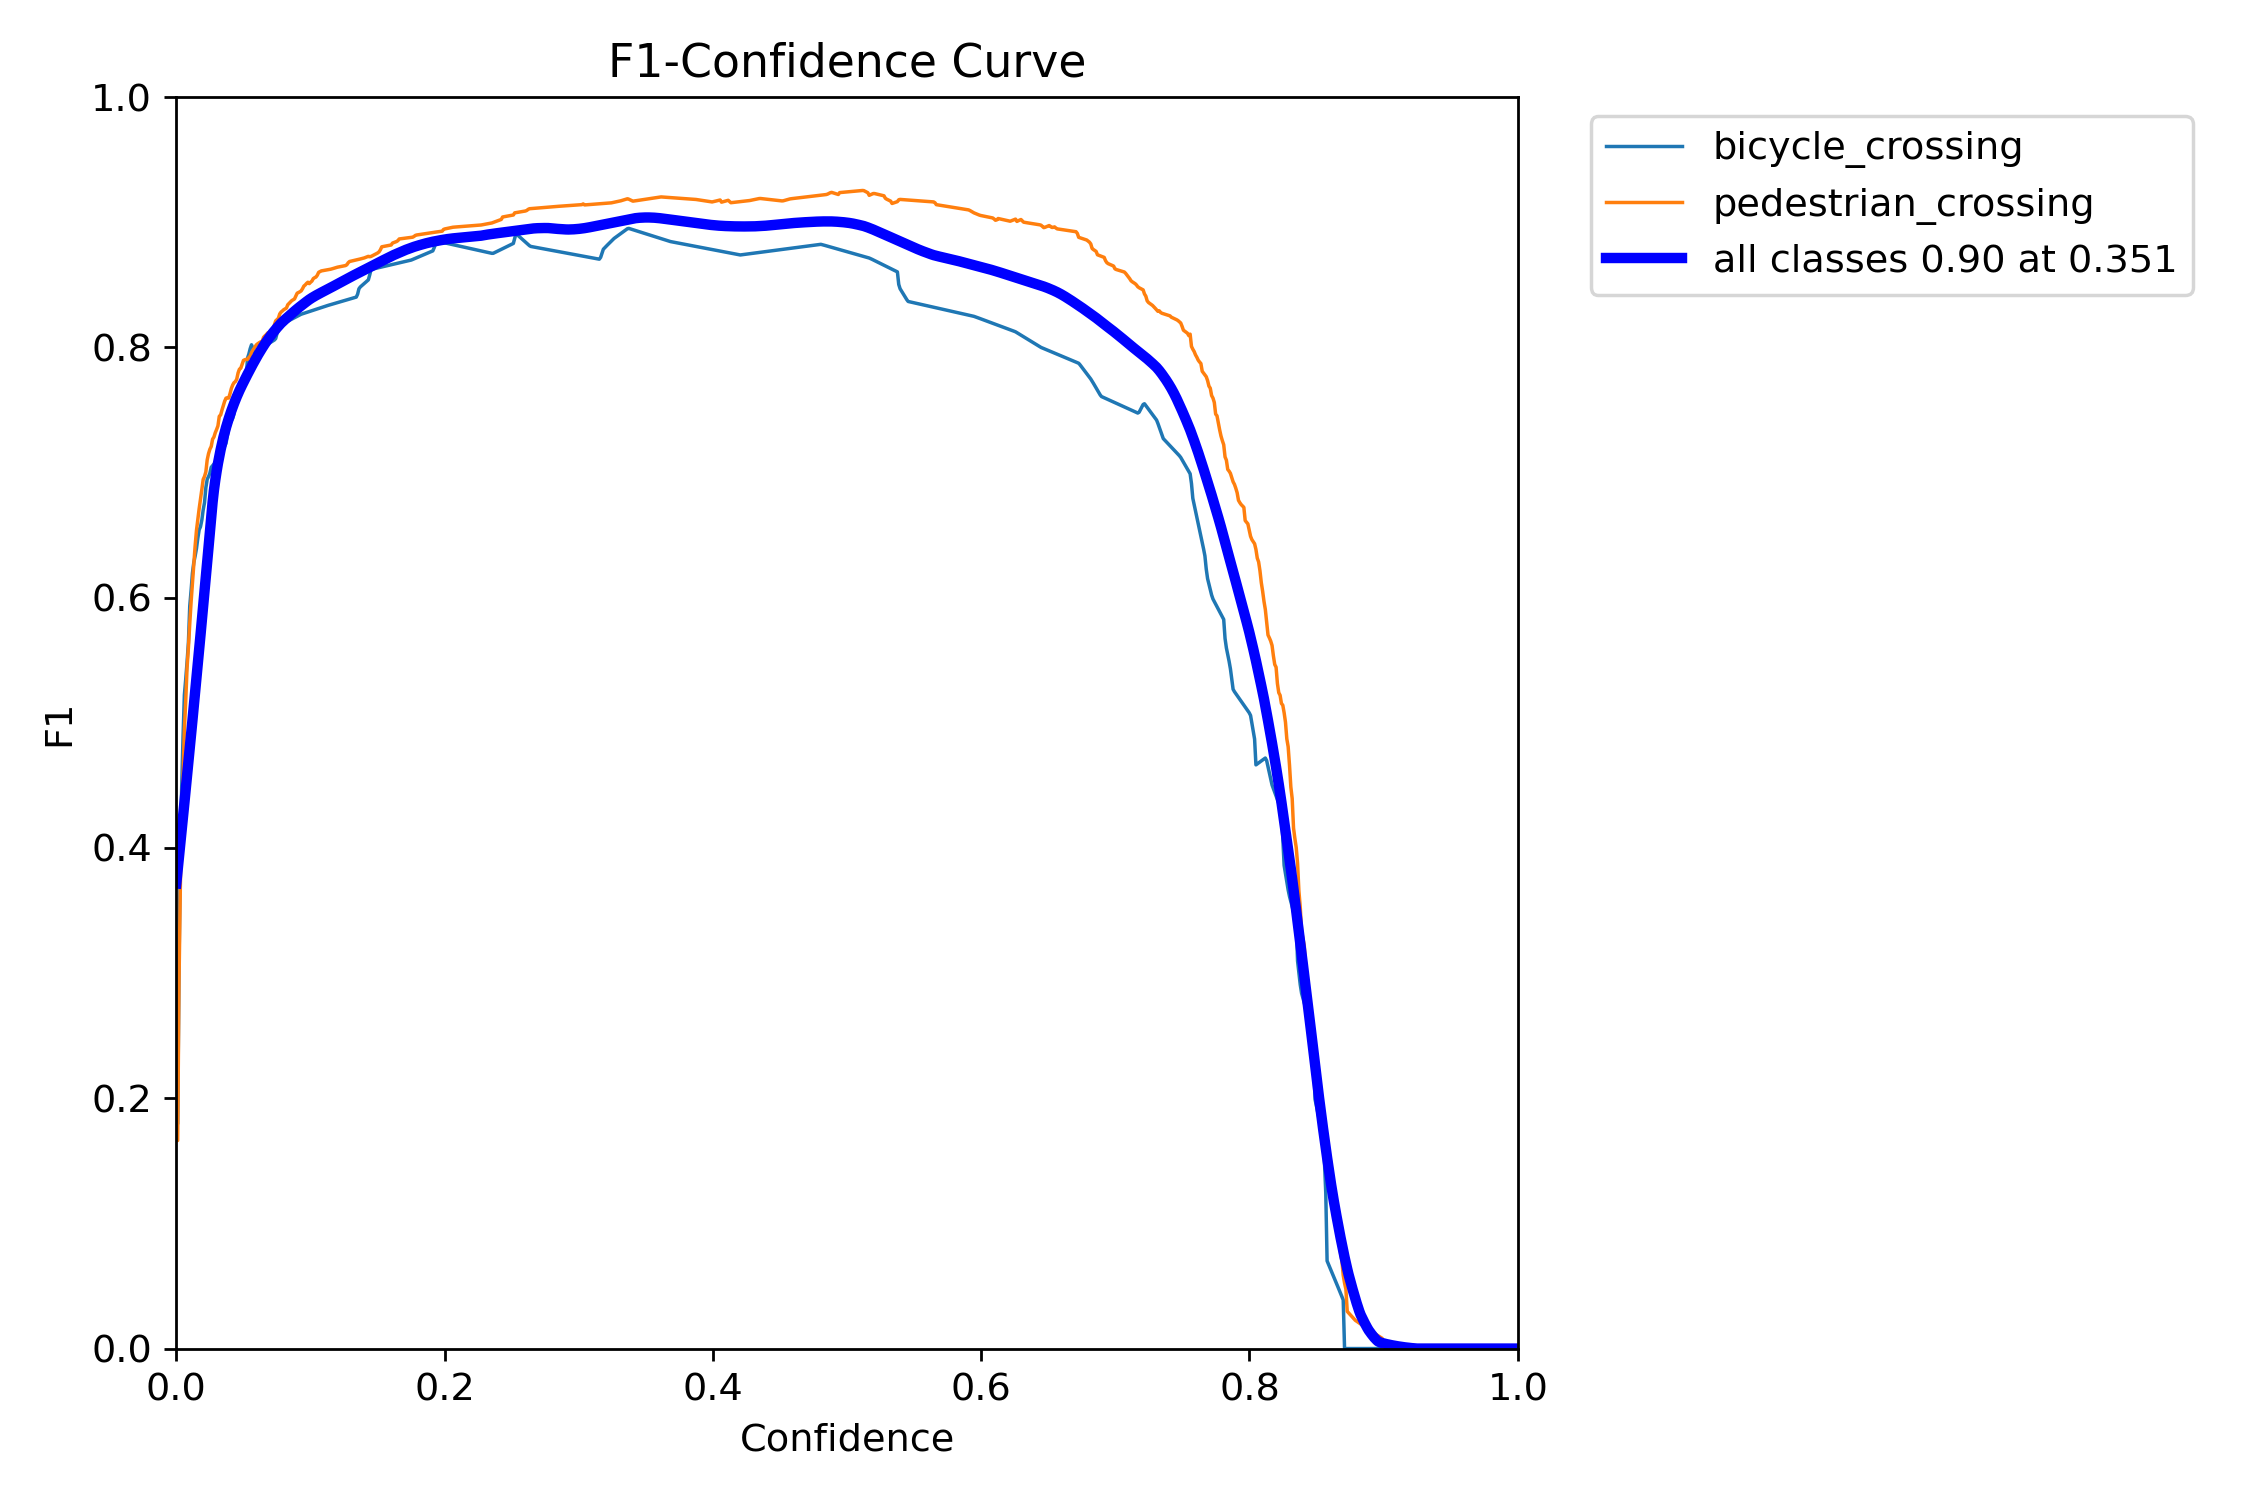 F1-Confidence Curve
1.0
0.8
0.6
0.4
0.2
0.0
F1
0.0 0.2 0.4 0.6 0.8 1.0
Confidence
bicycle_crossing
pedestrian_crossing
all classes 0.90 at 0.351